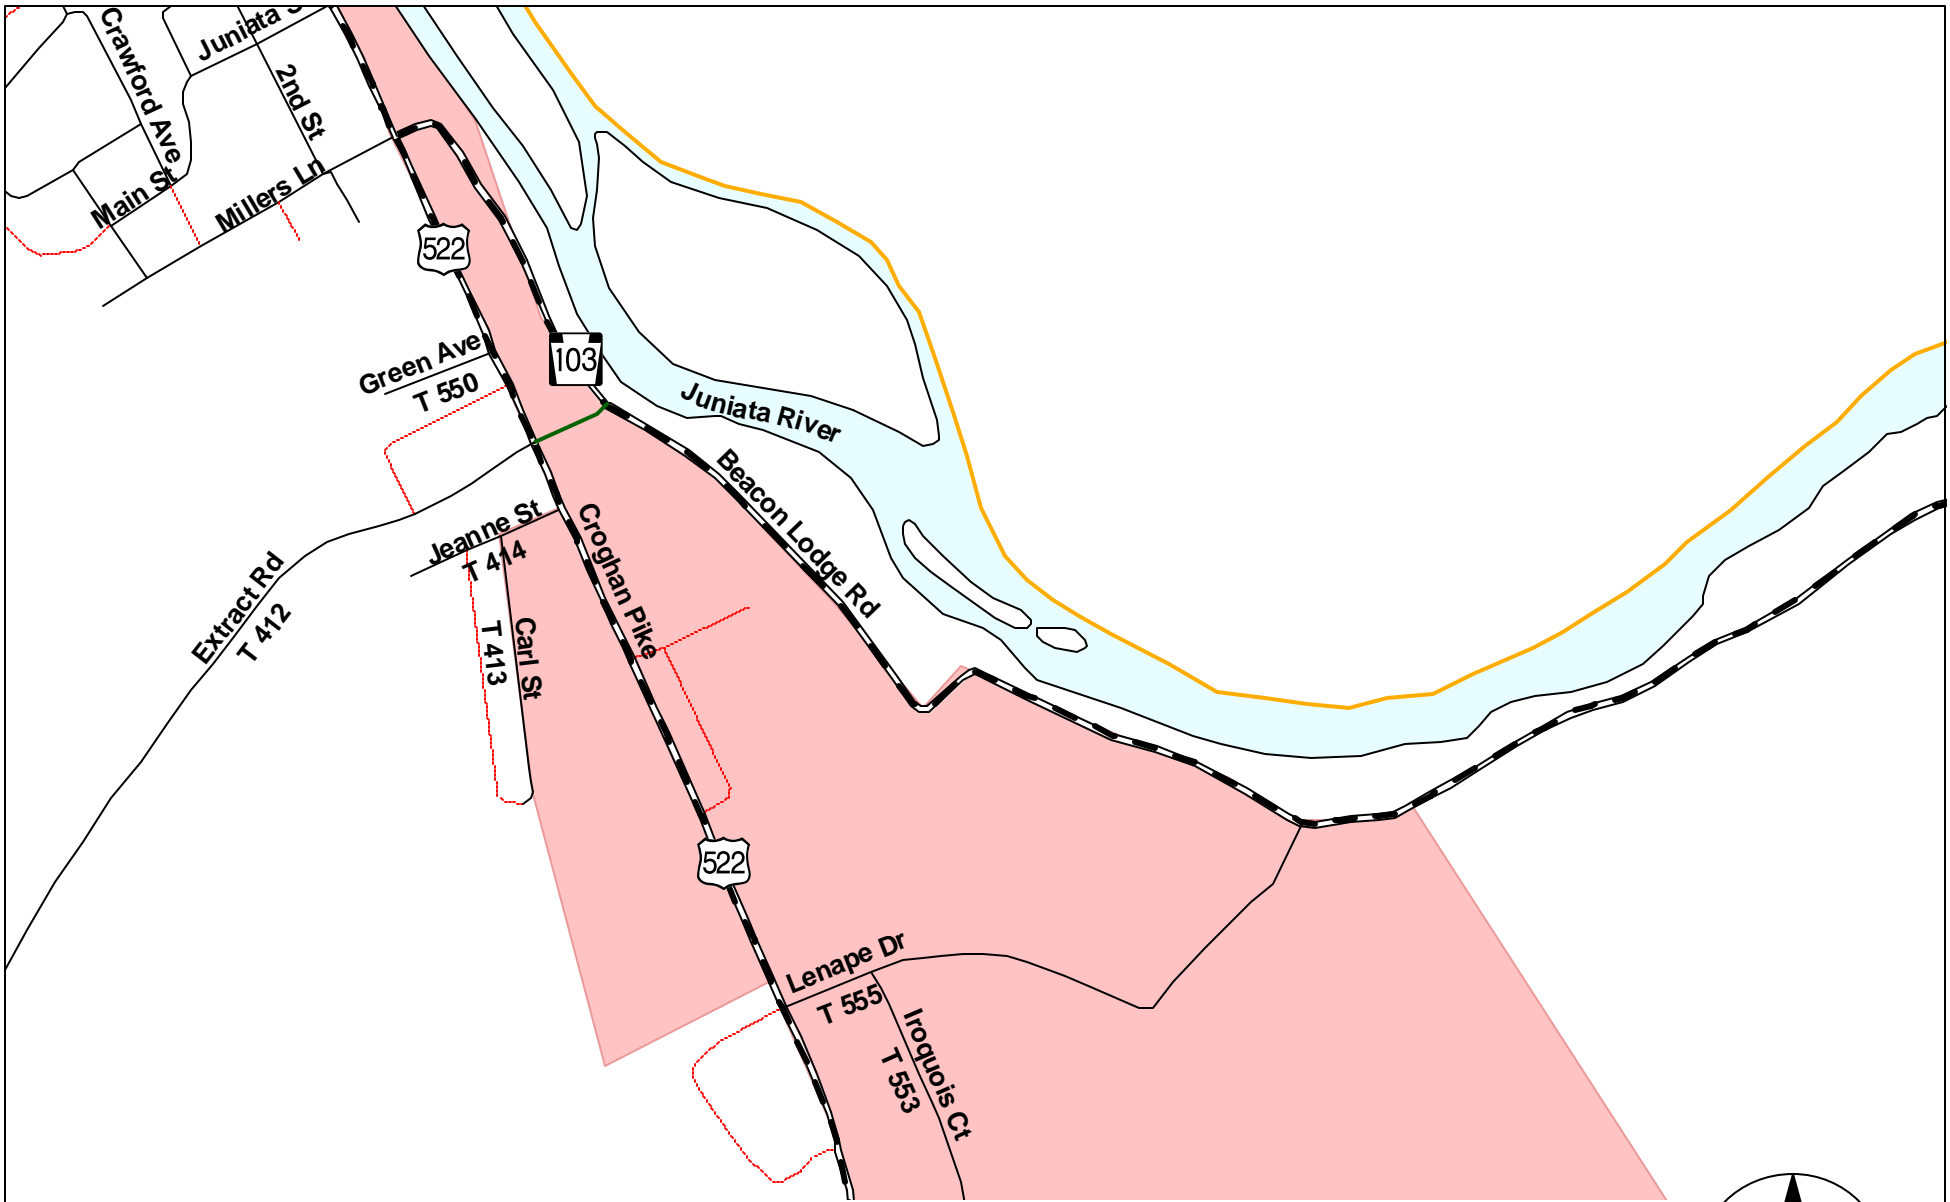 Crawford Ave
Juniata
2nd St
Main St
Millers Ln
522
Green Ave
T 550
103
Juniata River
Beacon Lodge Rd
Jeanne St
T 414
Croghan Pike
Extract Rd
T 412
T 413
Carl St
522
Lenape Dr
T 555
Iroquois Ct
T 553